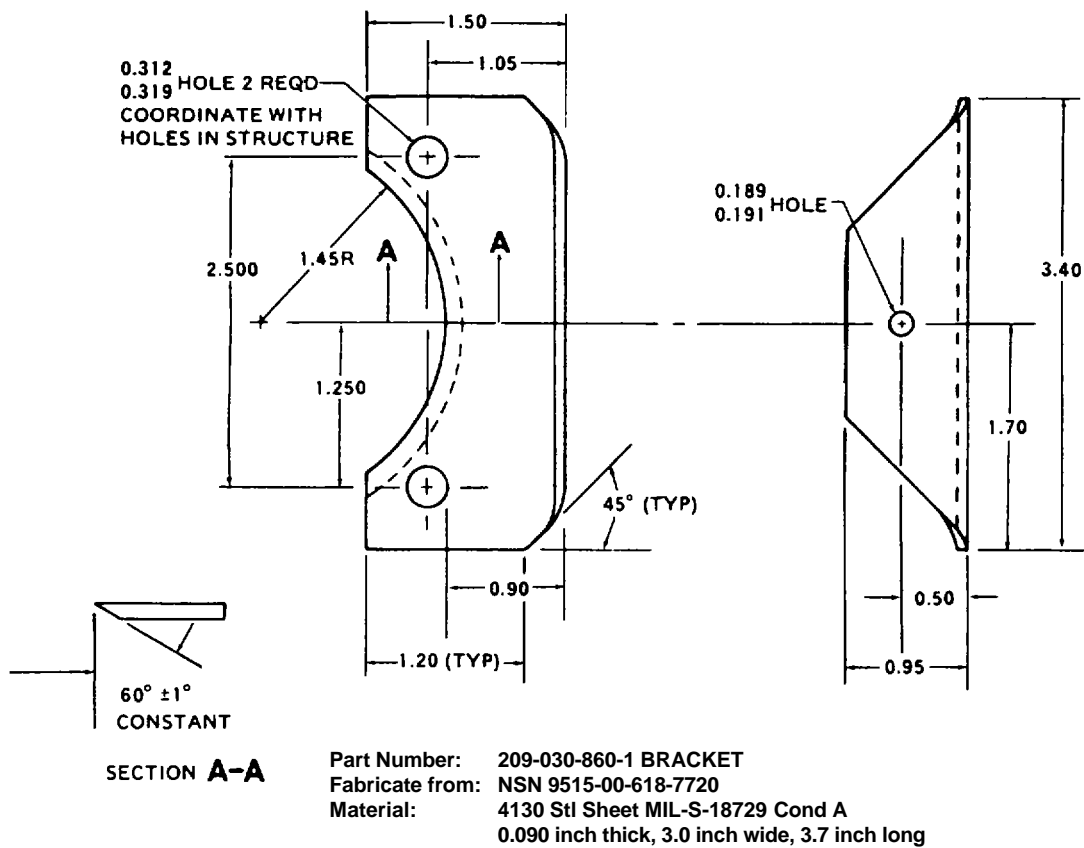 1.50
1.05
0.312
0.319 HOLE 2 REQD
COORDINATE WITH
HOLES IN STRUCTURE
0.189
0.191 HOLE
A
A
1.45R
2.500
3.40
1.250
1.70
45° (TYP)
0.90
0.50
1.20 (TYP)
0.95
60° ±1°
CONSTANT
SECTION A-A
Part Number: 209-030-860-1 BRACKET
Fabricate from: NSN 9515-00-618-7720
Material: 4130 Stl Sheet MIL-S-18729 Cond A
0.090 inch thick, 3.0 inch wide, 3.7 inch long